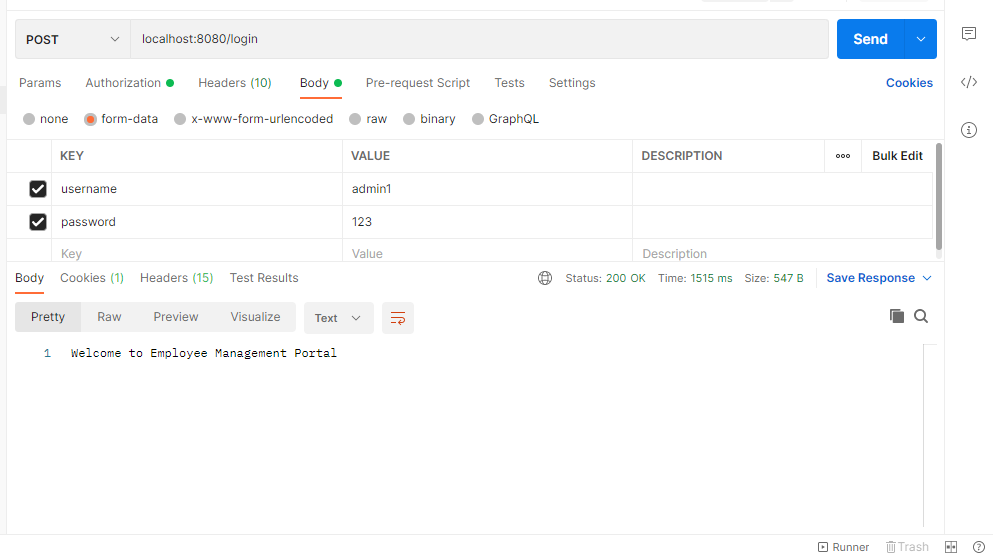 POST localhost:8080/login Send
Params Authorization Headers (10) Body Pre-request Script Tests Settings Cookies
none form-data x-www-form-urlencoded raw binary GraphQL
KEY VALUE DESCRIPTION Bulk Edit
username admin1
password 123
Key Value Description
Body Cookies (1) Headers (15) Test Results Status: 200 OK Time: 1515 ms Size: 547 B Save Response
Pretty Raw Preview Visualize Text
1 Welcome to Employee Management Portal
Runner Trash